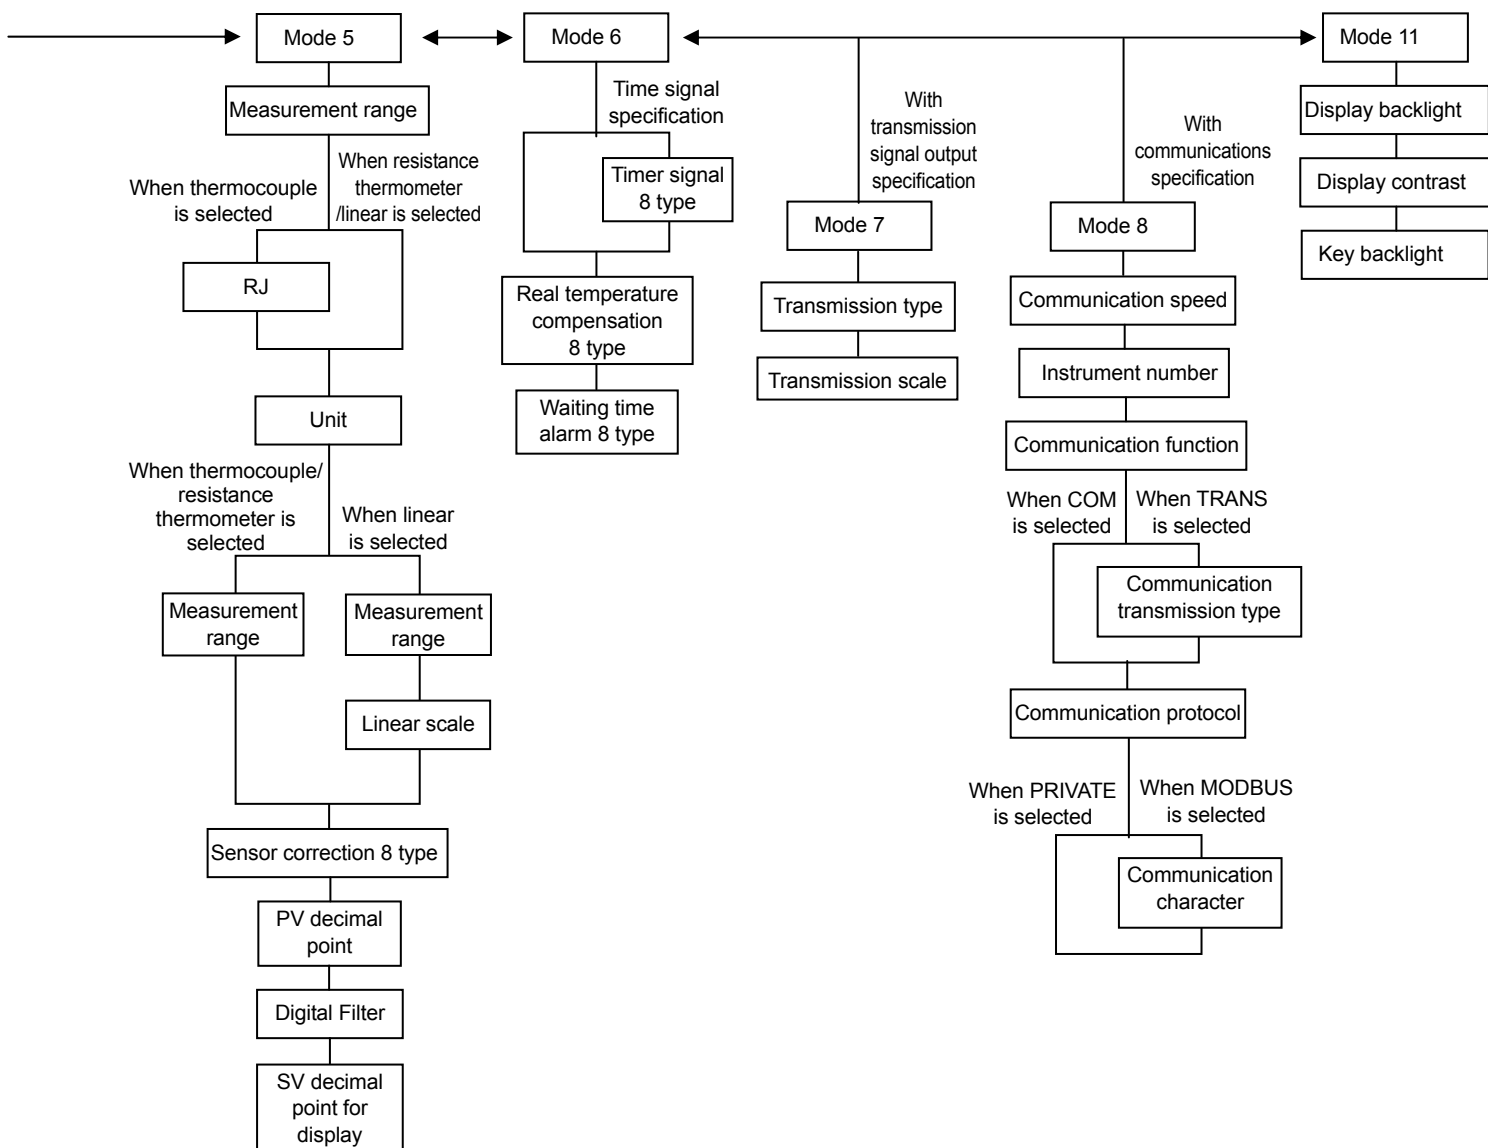 Mode 5
Mode 6
Mode 11
Measurement range
When thermocouple
is selected
When resistance
thermometer
/linear is selected
RJ
Unit
When thermocouple/
resistance
thermometer is
selected
When linear
is selected
Measurement
range
Measurement
range
Linear scale
Sensor correction 8 type
PV decimal
point
Digital Filter
SV decimal
point for
display
Time signal
specification
Timer signal
8 type
Real temperature
compensation
8 type
Waiting time
alarm 8 type
With
transmission
signal output
specification
Mode 7
Transmission type
Transmission scale
With
communications
specification
Mode 8
Communication speed
Instrument number
Communication function
When COM
is selected
When TRANS
is selected
Communication
transmission type
Communication protocol
When PRIVATE
is selected
When MODBUS
is selected
Communication
character
Display backlight
Display contrast
Key backlight